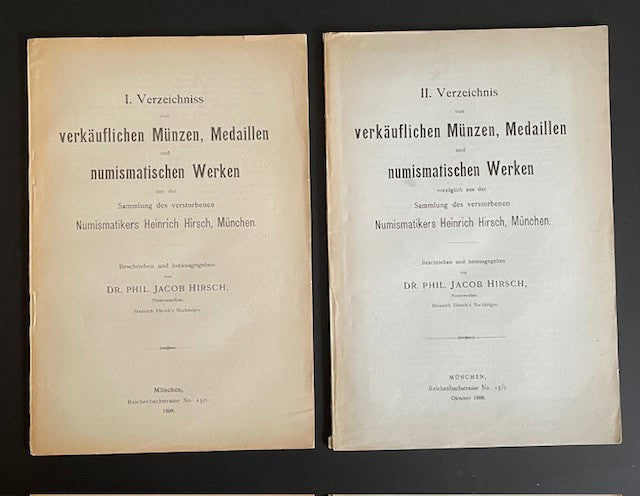 I. Verzeichniss
von
verkäuflichen Münzen, Medaillen
und
numismatischen Werken
aus der
Sammlung des verstorbenen
Numismatikers Heinrich Hirsch, München.
Beschrieben und herausgegeben
von
DR. PHIL. JACOB HIRSCH,
Numismatiker,
Heinrich Hirsch's Nachfolger.
München,
Reichenbachstrasse No. 15/I.
1898.
II. Verzeichnis
von
verkäuflichen Münzen, Medaillen
und
numismatischen Werken
vorzüglich aus der
Sammlung des verstorbenen
Numismatikers Heinrich Hirsch, München.
Beschrieben und herausgegeben
von
DR. PHIL. JACOB HIRSCH,
Numismatiker,
Heinrich Hirsch's Nachfolger.
MÜNCHEN,
Reichenbachstrasse No. 15/I.
Oktober 1898.